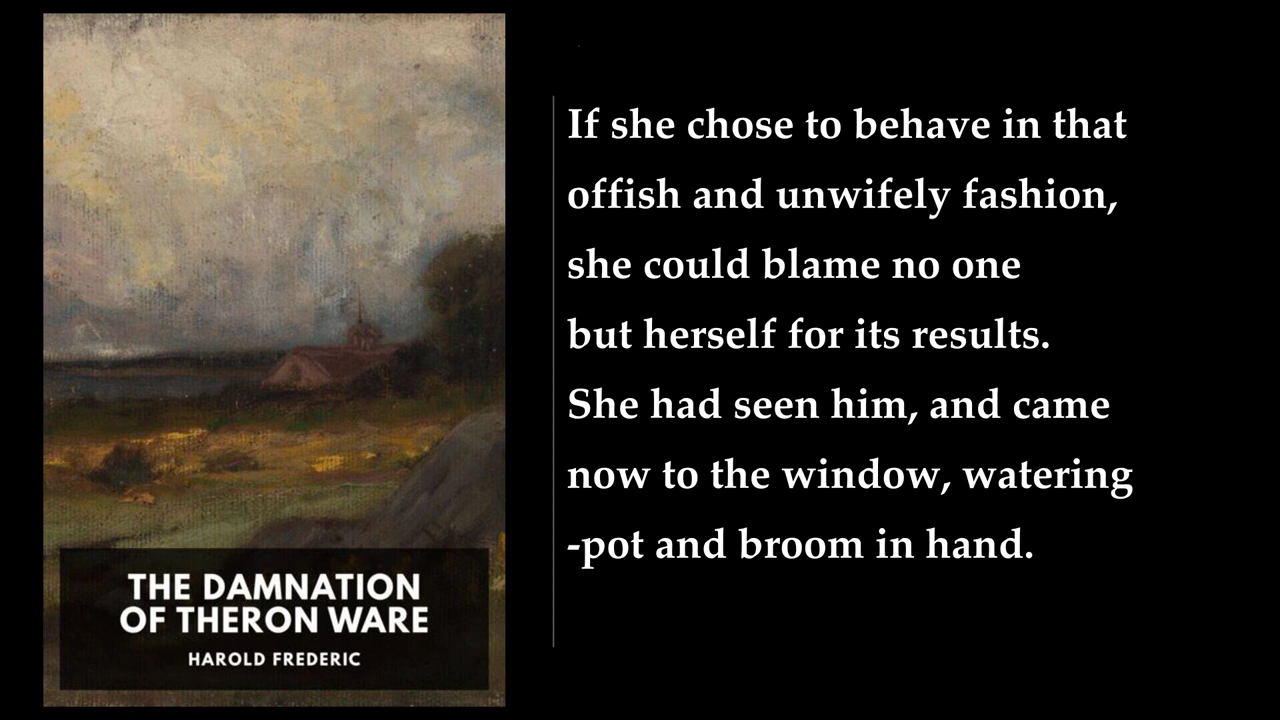 THE DAMNATION
OF THERON WARE
HAROLD FREDERIC
If she chose to behave in that
offish and unwifely fashion,
she could blame no one
but herself for its results.
She had seen him, and came
now to the window, watering
-pot and broom in hand.